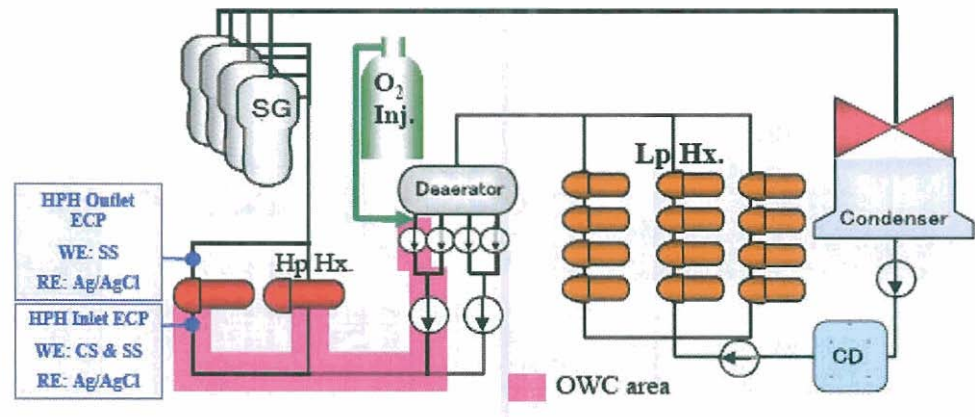 SG
O₂
Inj.
Deaerator
Lp Hx.
Condenser
HPH Outlet
ECP
WE: SS
RE: Ag/AgCl
Hp Hx.
HPH Inlet ECP
WE: CS & SS
RE: Ag/AgCl
CD
OWC area